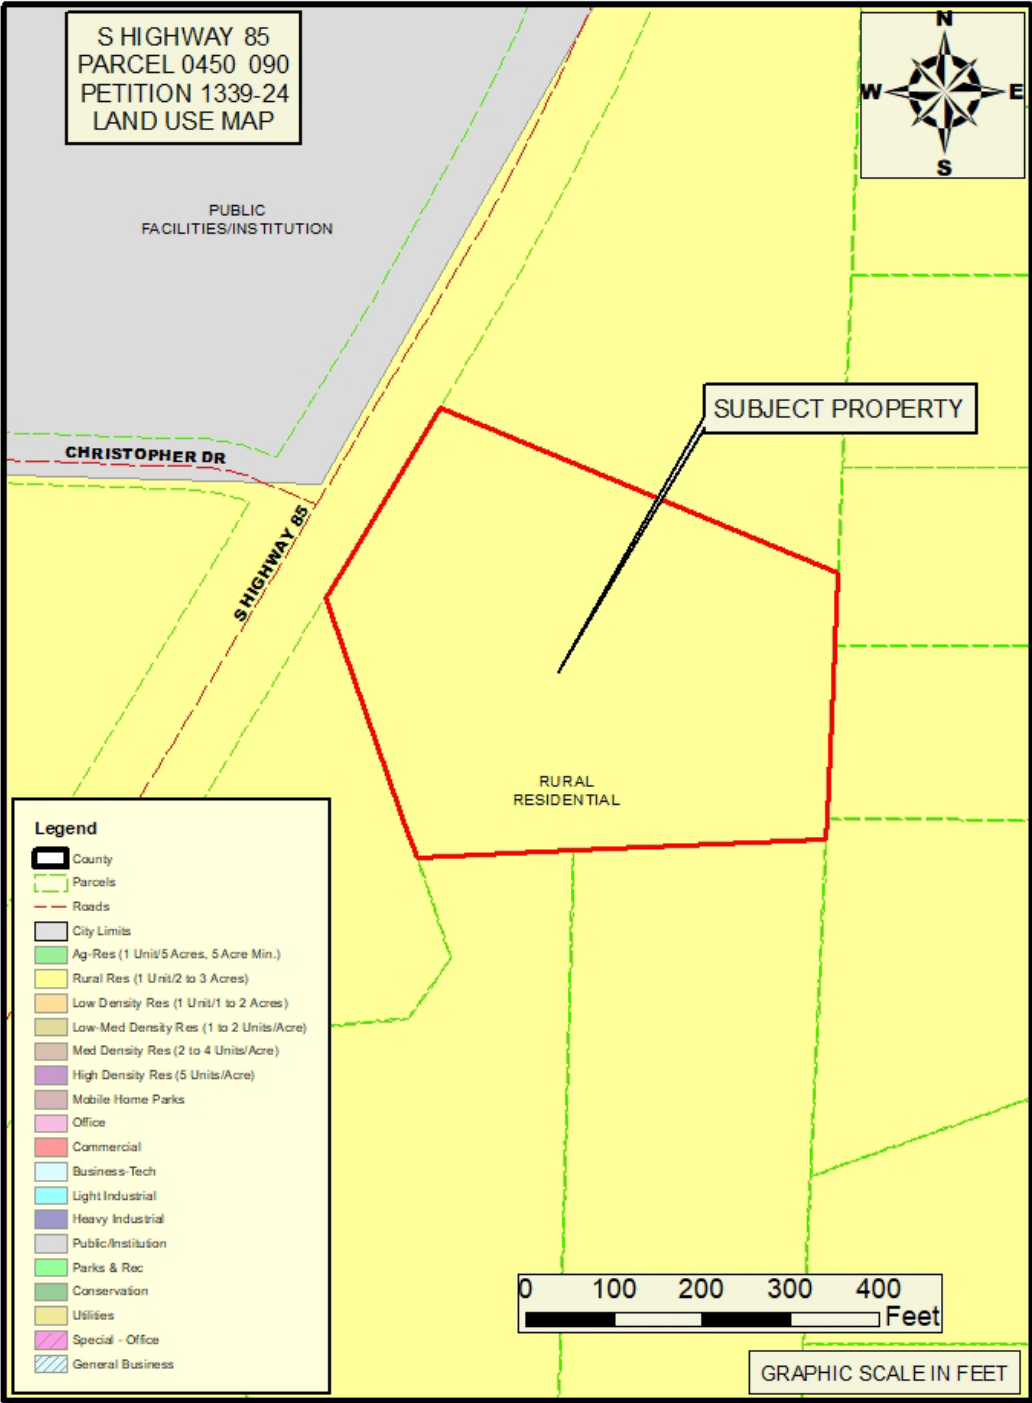 S HIGHWAY 85
PARCEL 0450 090
PETITION 1339-24
LAND USE MAP
N
W
E
S
PUBLIC
FACILITIES/INSTITUTION
SUBJECT PROPERTY
CHRISTOPHER DR
S HIGHWAY 85
RURAL
RESIDENTIAL
Legend
County
Parcels
Roads
City Limits
Ag-Res (1 Unit/5 Acres, 5 Acre Min.)
Rural Res (1 Unit/2 to 3 Acres)
Low Density Res (1 Unit/1 to 2 Acres)
Low-Med Density Res (1 to 2 Units/Acre)
Med Density Res (2 to 4 Units/Acre)
High Density Res (5 Units/Acre)
Mobile Home Parks
Office
Commercial
Business-Tech
Light Industrial
Heavy Industrial
Public/Institution
Parks & Rec
Conservation
Utilities
Special - Office
General Business
0 100 200 300 400
Feet
GRAPHIC SCALE IN FEET